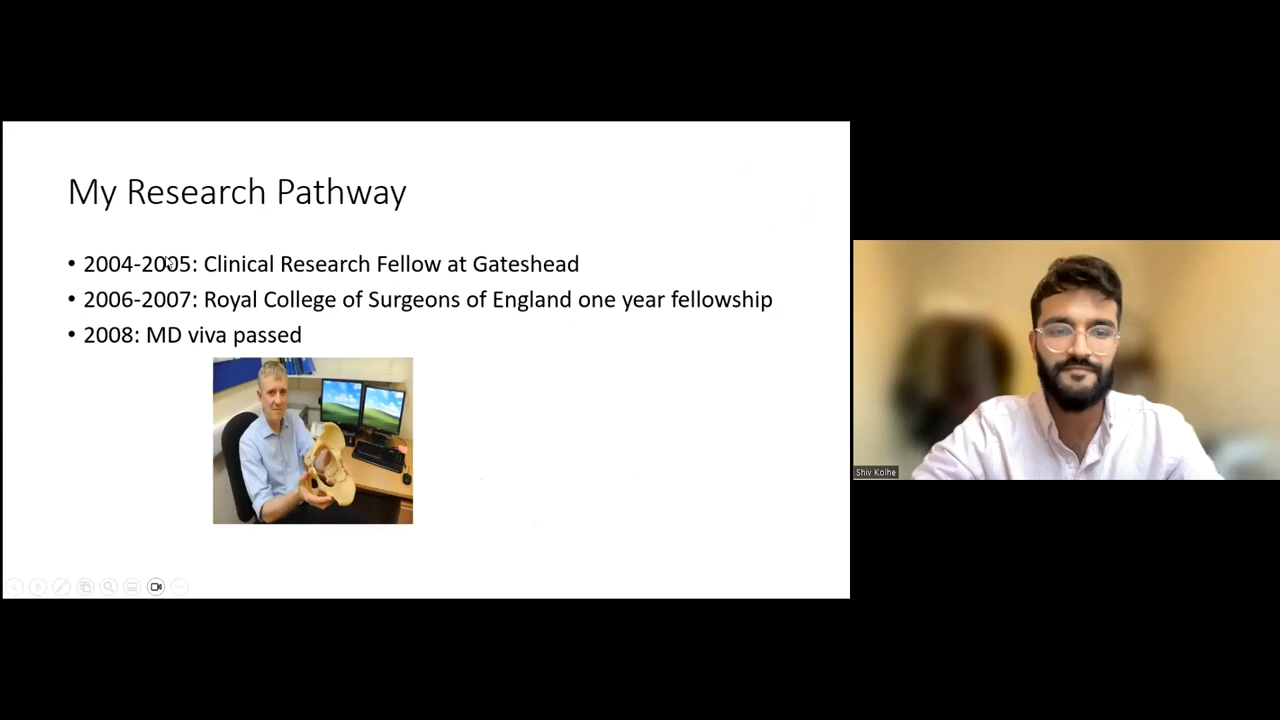 My Research Pathway
• 2004-2005: Clinical Research Fellow at Gateshead
• 2006-2007: Royal College of Surgeons of England one year fellowship
• 2008: MD viva passed
Shiv Kolhe